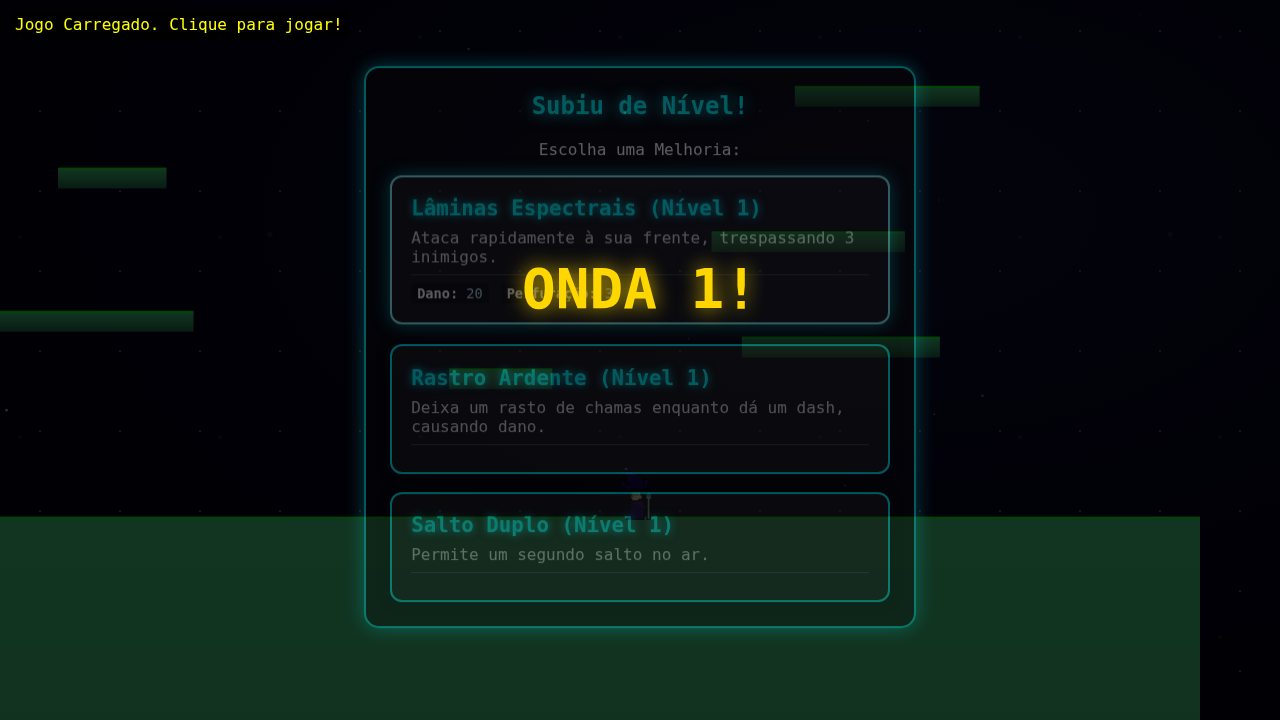 Jogo Carregado. Clique para jogar!
Subiu de Nível!
Escolha uma Melhoria:
Lâminas Espectrais (Nível 1)
Ataca rapidamente à sua frente, trespassando 3
inimigos.
Dano: 20
ONDA 1!
Rastro Ardente (Nível 1)
Deixa um rasto de chamas enquanto dá um dash,
causando dano.
Salto Duplo (Nível 1)
Permite um segundo salto no ar.